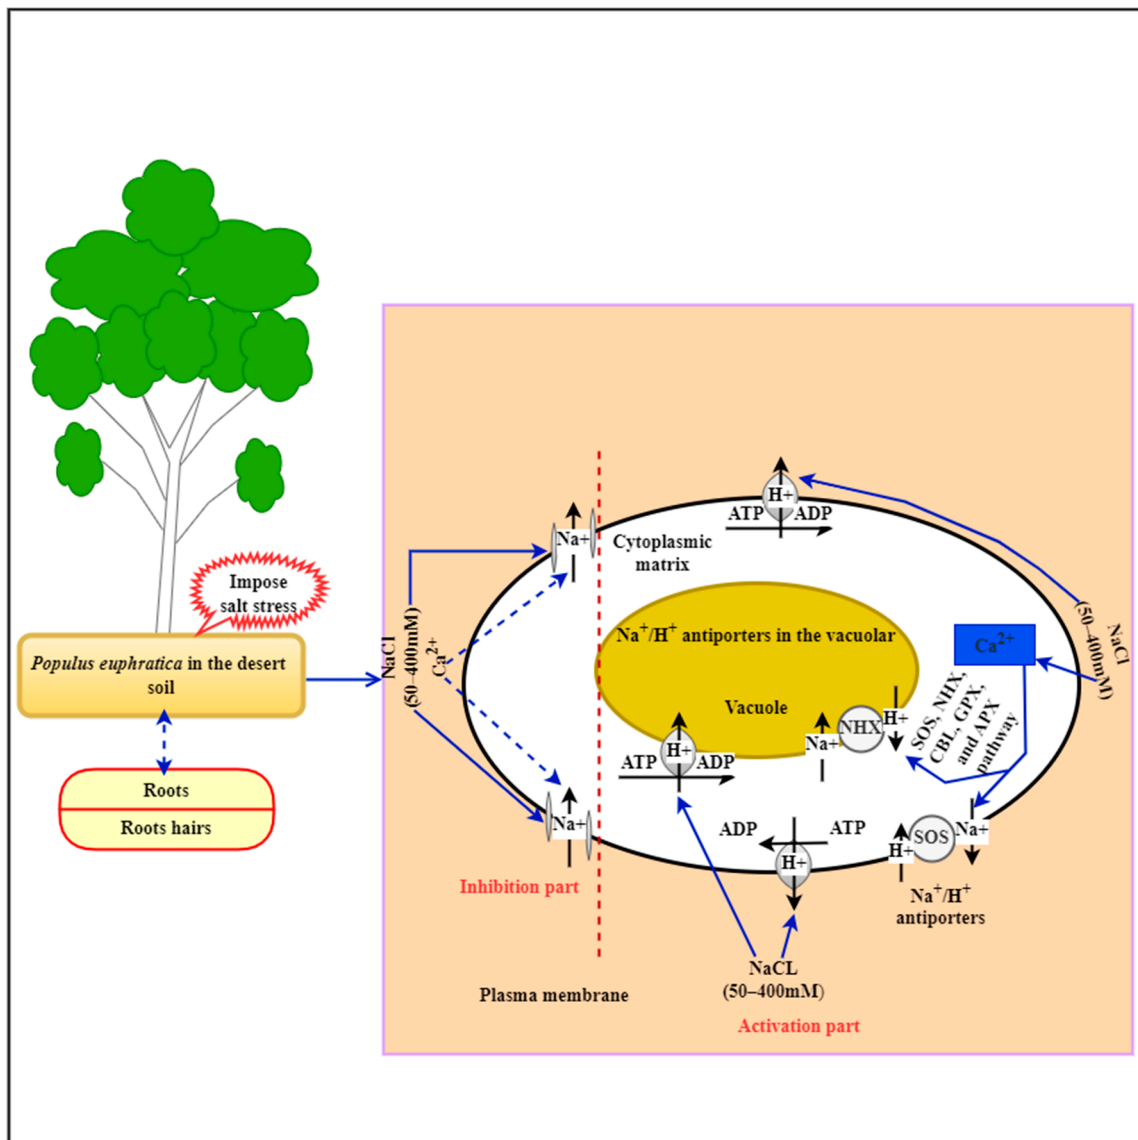 Impose
salt stress
Populus euphratica in the desert
soil
Roots
Roots hairs
NaCl
(50–400mM)
Ca2+
Na+
Na+
Inhibition part
Plasma membrane
Cytoplasmic
matrix
H+
ATP
ADP
Na+/H+ antiporters in the vacuolar
Vacuole
H+
ATP
ADP
Na+
NHX
H+
Ca2+
SOS, NHX,
CBL, GPX,
and APX
pathway
NaCl
(50–400mM)
ADP
ATP
H+
H+
SOS
Na+
Na+/H+
antiporters
NaCL
(50–400mM)
Activation part